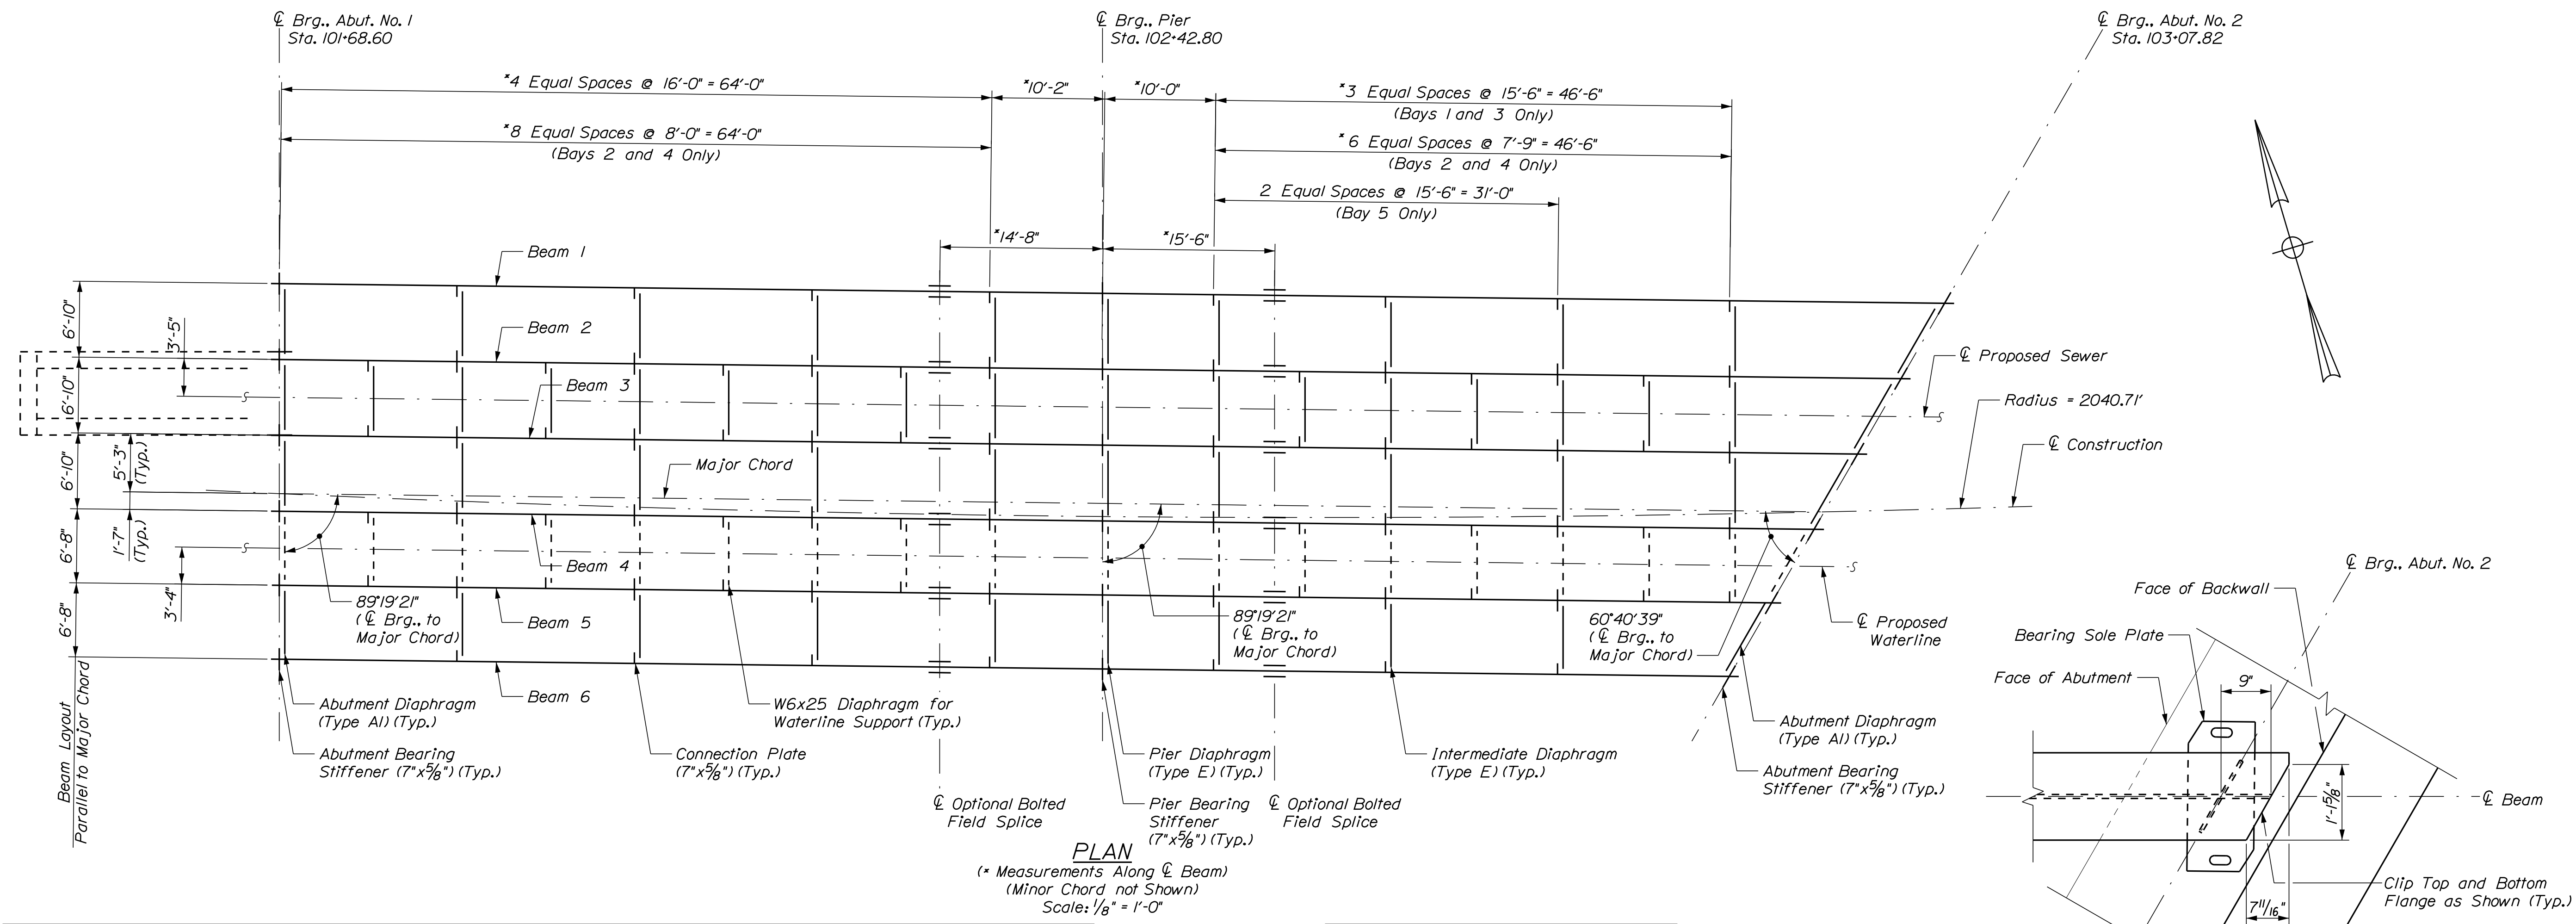 ℄ Brg., Abut. No. 1
Sta. 101+68.60
℄ Brg., Pier
Sta. 102+42.80
℄ Brg., Abut. No. 2
Sta. 103+07.82
*4 Equal Spaces @ 16'-0" = 64'-0"
*10'-2"
*10'-0"
*3 Equal Spaces @ 15'-6" = 46'-6"
(Bays 1 and 3 Only)
*8 Equal Spaces @ 8'-0" = 64'-0"
(Bays 2 and 4 Only)
*6 Equal Spaces @ 7'-9" = 46'-6"
(Bays 2 and 4 Only)
2 Equal Spaces @ 15'-6" = 31'-0"
(Bay 5 Only)
*14'-8"
*15'-6"
Beam 1
Beam 2
Beam 3
Major Chord
Beam 4
Beam 5
Beam 6
6'-10"
6'-10"
6'-10"
6'-8"
6'-8"
3'-5"
5'-3"
(Typ.)
1'-7"
(Typ.)
3'-4"
S
S
S
S
Beam Layout
Parallel to Major Chord
℄ Proposed Sewer
Radius = 2040.71'
℄ Construction
89°19'21"
(℄ Brg., to
Major Chord)
89°19'21"
(℄ Brg., to
Major Chord)
60°40'39"
(℄ Brg., to
Major Chord)
℄ Proposed
Waterline
Abutment Diaphragm
(Type A1) (Typ.)
Abutment Bearing
Stiffener (7"x5/8") (Typ.)
W6x25 Diaphragm for
Waterline Support (Typ.)
Connection Plate
(7"x5/8") (Typ.)
Pier Diaphragm
(Type E) (Typ.)
Intermediate Diaphragm
(Type E) (Typ.)
Abutment Diaphragm
(Type A1) (Typ.)
Abutment Bearing
Stiffener (7"x5/8") (Typ.)
℄ Optional Bolted
Field Splice
Pier Bearing
Stiffener
(7"x5/8") (Typ.)
℄ Optional Bolted
Field Splice
PLAN
(* Measurements Along ℄ Beam)
(Minor Chord not Shown)
Scale: 1/8" = 1'-0"
℄ Brg., Abut. No. 2
Face of Backwall
Bearing Sole Plate
Face of Abutment
9"
℄ Beam
1'-1 5/8"
Clip Top and Bottom
Flange as Shown (Typ.)
7 11/16"